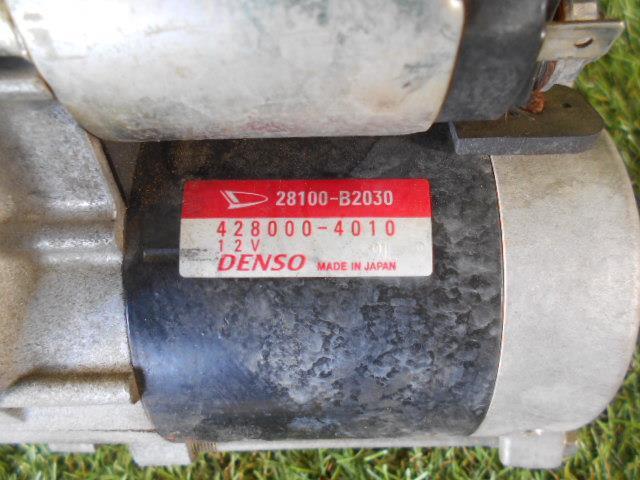 28100-B2030
428000-4010
12V
DENSO MADE IN JAPAN